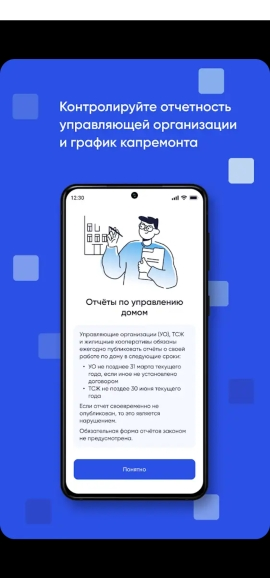 Контролируйте отчетность
управляющей организации
и график капремонта
12:30
Отчёты по управлению
домом
Управляющие организации (УО), ТСЖ
и жилищные кооперативы обязаны
ежегодно публиковать отчёты о своей
работе по дому в следующие сроки:
• УО не позднее 31 марта текущего
года, если иное не установлено
договором
• ТСЖ не поздее 30 июня текущего
года
Если отчет своевременно не
опубликован, то это является
нарушением.
Обязательная форма отчётов законом
не предусмотрена.
Понятно